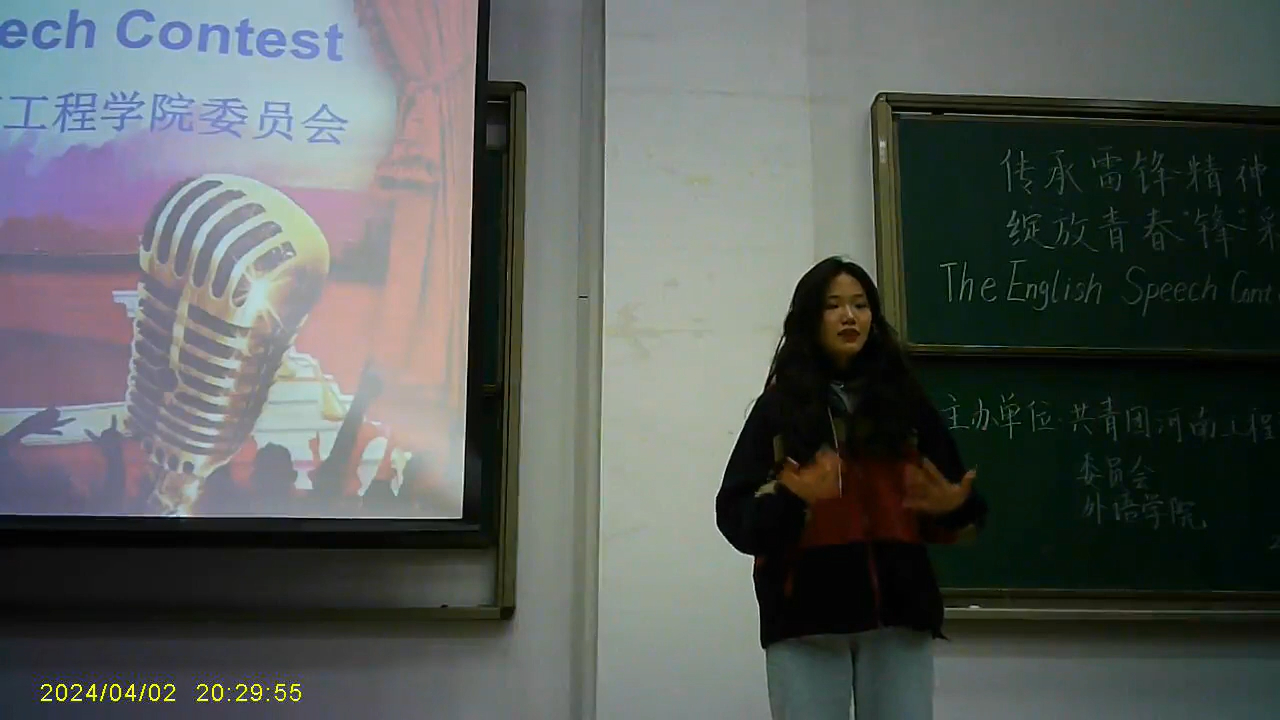 ech Contest
工程学院委员会
传承雷锋精神
绽放青春"锋"采
The English Speech Cont
主办单位:共青团河南工程
委员会
外语学院
2024/04/02 20:29:55